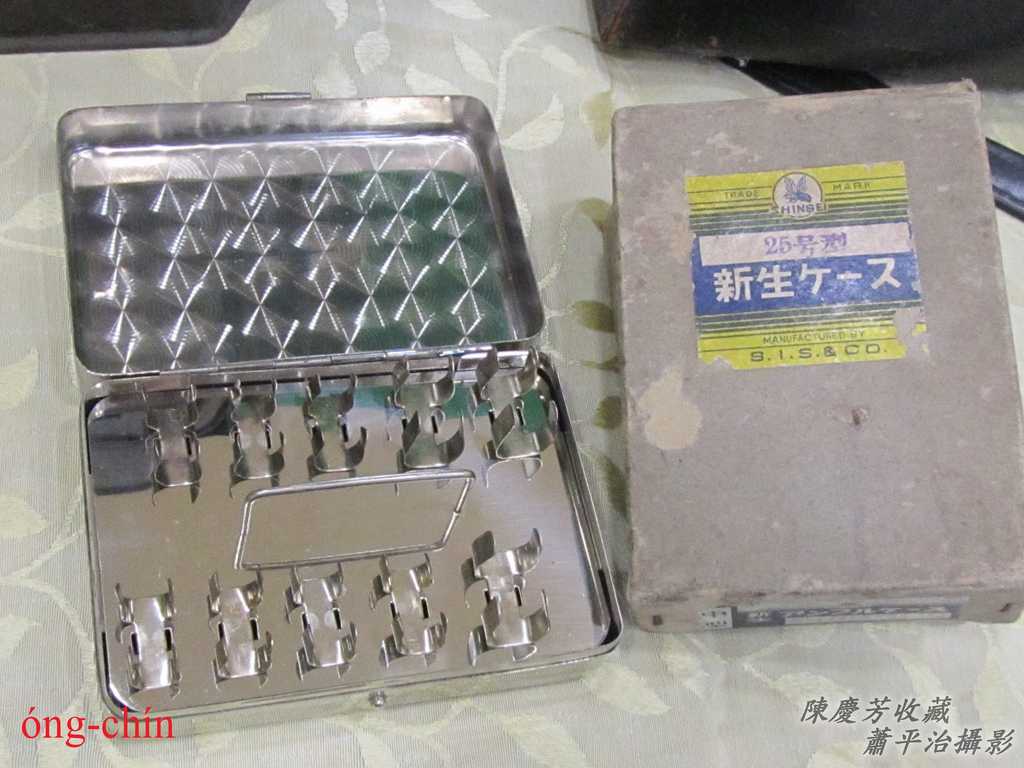 TRADE MARK
SHINSEI
25号型
新生ケース
MANUFACTURED BY
S.I.S. & CO.
óng-chín
陳慶芳收藏
蕭平治攝影